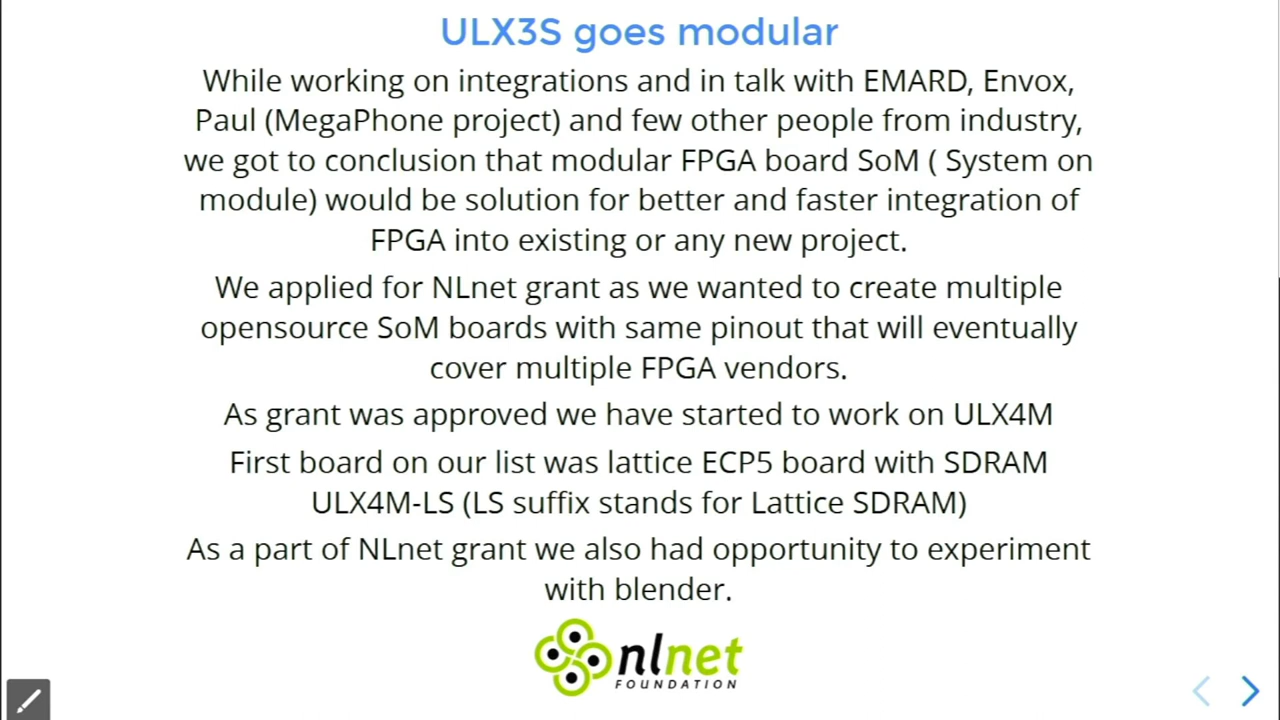 ULX3S goes modular
While working on integrations and in talk with EMARD, Envox,
Paul (MegaPhone project) and few other people from industry,
we got to conclusion that modular FPGA board SoM ( System on
module) would be solution for better and faster integration of
FPGA into existing or any new project.
We applied for NLnet grant as we wanted to create multiple
opensource SoM boards with same pinout that will eventually
cover multiple FPGA vendors.
As grant was approved we have started to work on ULX4M
First board on our list was lattice ECP5 board with SDRAM
ULX4M-LS (LS suffix stands for Lattice SDRAM)
As a part of NLnet grant we also had opportunity to experiment
with blender.
nlnet
FOUNDATION